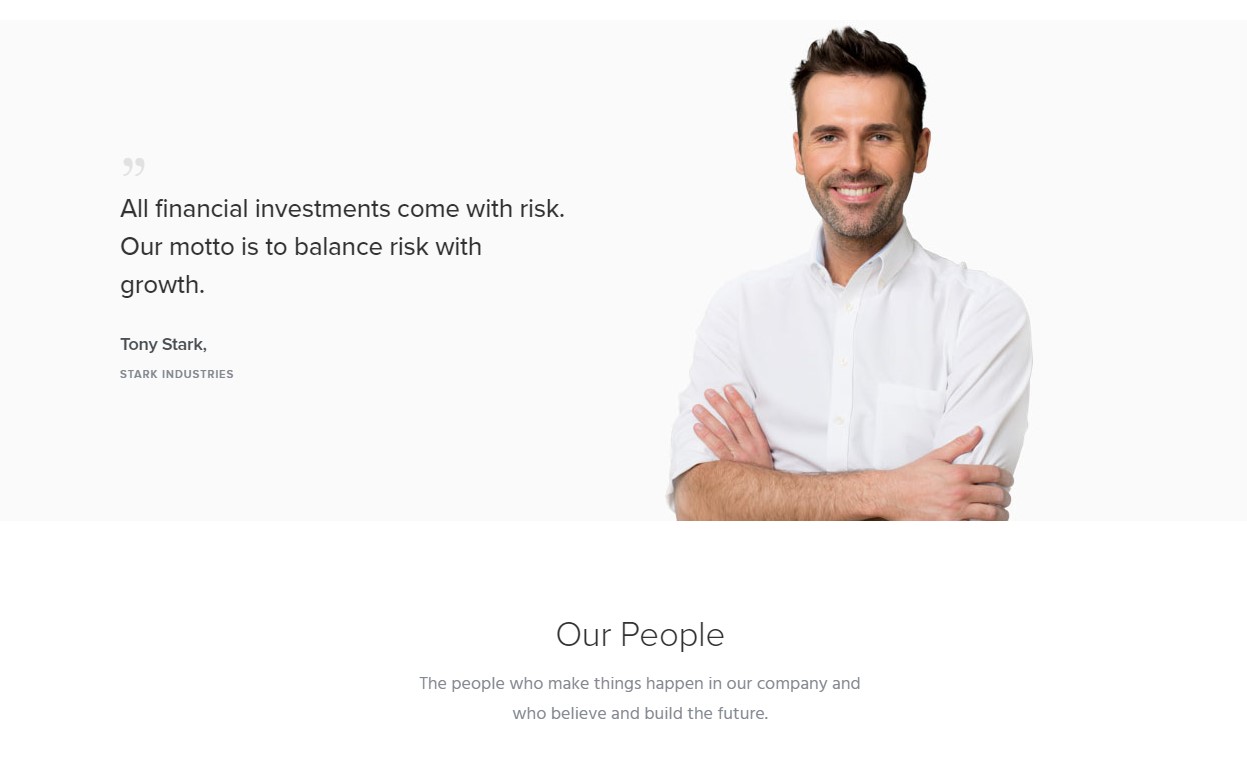 ”
All financial investments come with risk.
Our motto is to balance risk with
growth.
Tony Stark,
STARK INDUSTRIES
Our People
The people who make things happen in our company and
who believe and build the future.